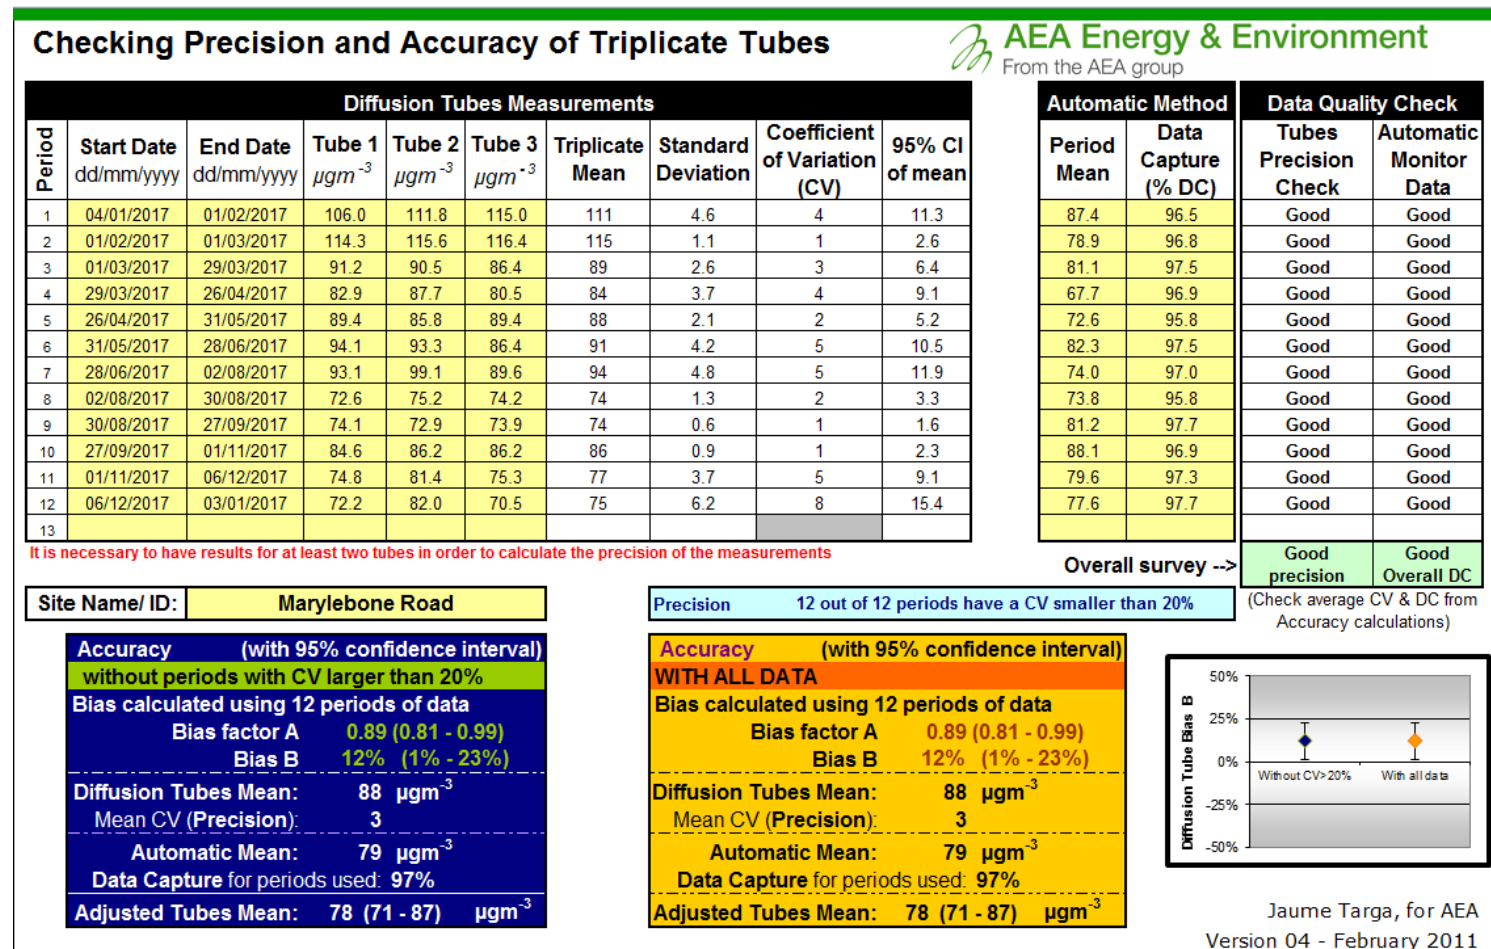 Checking Precision and Accuracy of Triplicate Tubes
AEA Energy & Environment
From the AEA group
Diffusion Tubes Measurements
Automatic Method
Data Quality Check
Period Start Date dd/mm/yyyy End Date dd/mm/yyyy Tube 1 µgm-3 Tube 2 µgm-3 Tube 3 µgm-3 Triplicate Mean Standard Deviation Coefficient of Variation (CV) 95% CI of mean Period Mean Data Capture (% DC) Tubes Precision Check Automatic Monitor Data
1 04/01/2017 01/02/2017 106.0 111.8 115.0 111 4.6 4 11.3 87.4 96.5 Good Good
2 01/02/2017 01/03/2017 114.3 115.6 116.4 115 1.1 1 2.6 78.9 96.8 Good Good
3 01/03/2017 29/03/2017 91.2 90.5 86.4 89 2.6 3 6.4 81.1 97.5 Good Good
4 29/03/2017 26/04/2017 82.9 87.7 80.5 84 3.7 4 9.1 67.7 96.9 Good Good
5 26/04/2017 31/05/2017 89.4 85.8 89.4 88 2.1 2 5.2 72.6 95.8 Good Good
6 31/05/2017 28/06/2017 94.1 93.3 86.4 91 4.2 5 10.5 82.3 97.5 Good Good
7 28/06/2017 02/08/2017 93.1 99.1 89.6 94 4.8 5 11.9 74.0 97.0 Good Good
8 02/08/2017 30/08/2017 72.6 75.2 74.2 74 1.3 2 3.3 73.8 95.8 Good Good
9 30/08/2017 27/09/2017 74.1 72.9 73.9 74 0.6 1 1.6 81.2 97.7 Good Good
10 27/09/2017 01/11/2017 84.6 86.2 86.2 86 0.9 1 2.3 88.1 96.9 Good Good
11 01/11/2017 06/12/2017 74.8 81.4 75.3 77 3.7 5 9.1 79.6 97.3 Good Good
12 06/12/2017 03/01/2017 72.2 82.0 70.5 75 6.2 8 15.4 77.6 97.7 Good Good
13
It is necessary to have results for at least two tubes in order to calculate the precision of the measurements
Overall survey --> Good precision Good Overall DC
(Check average CV & DC from Accuracy calculations)
Site Name/ ID: Marylebone Road
Precision 12 out of 12 periods have a CV smaller than 20%
Accuracy (with 95% confidence interval)
without periods with CV larger than 20%
Bias calculated using 12 periods of data
Bias factor A 0.89 (0.81 - 0.99)
Bias B 12% (1% - 23%)
Diffusion Tubes Mean: 88 µgm-3
Mean CV (Precision): 3
Automatic Mean: 79 µgm-3
Data Capture for periods used: 97%
Adjusted Tubes Mean: 78 (71 - 87) µgm-3
Accuracy (with 95% confidence interval)
WITH ALL DATA
Bias calculated using 12 periods of data
Bias factor A 0.89 (0.81 - 0.99)
Bias B 12% (1% - 23%)
Diffusion Tubes Mean: 88 µgm-3
Mean CV (Precision): 3
Automatic Mean: 79 µgm-3
Data Capture for periods used: 97%
Adjusted Tubes Mean: 78 (71 - 87) µgm-3
Diffusion Tube Bias B
50%
25%
0%
-25%
-50%
Without CV>20% With all data
Jaume Targa, for AEA
Version 04 - February 2011